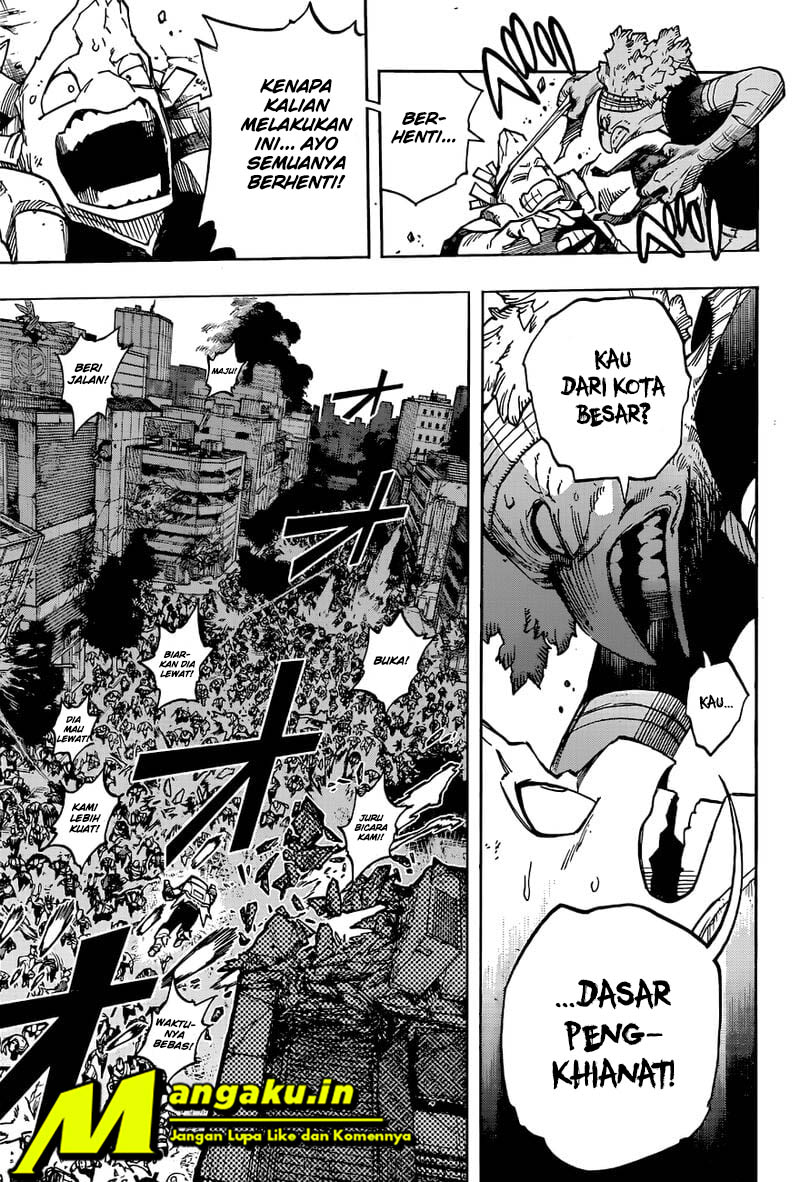 BER-
HENTI...
KENAPA
KALIAN
MELAKUKAN
INI... AYO
SEMUANYA
BERHENTI!
KAU
DARI KOTA
BESAR?
KAU...
...DASAR
PENG-
KHIANAT!
MAJU!
BERI
JALAN!
BUKA!
BIAR-
KAN DIA
LEWAT!
DIA
MAU
LEWAT!
JURU
BICARA
KAMI!
KAMI
LEBIH
KUAT!
WAKTU-
NYA
BEBAS!
Mangaku.in
Jangan Lupa Like dan Komennya